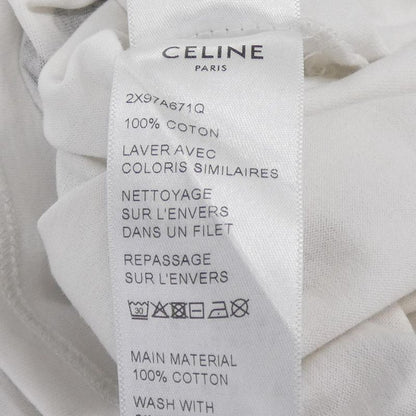 CELINE
PARIS
2X97A671Q
100% COTON
LAVER AVEC
COLORIS SIMILAIRES
NETTOYAGE
SUR L'ENVERS
DANS UN FILET
REPASSAGE
SUR L'ENVERS
30
MAIN MATERIAL
100% COTTON
WASH WITH